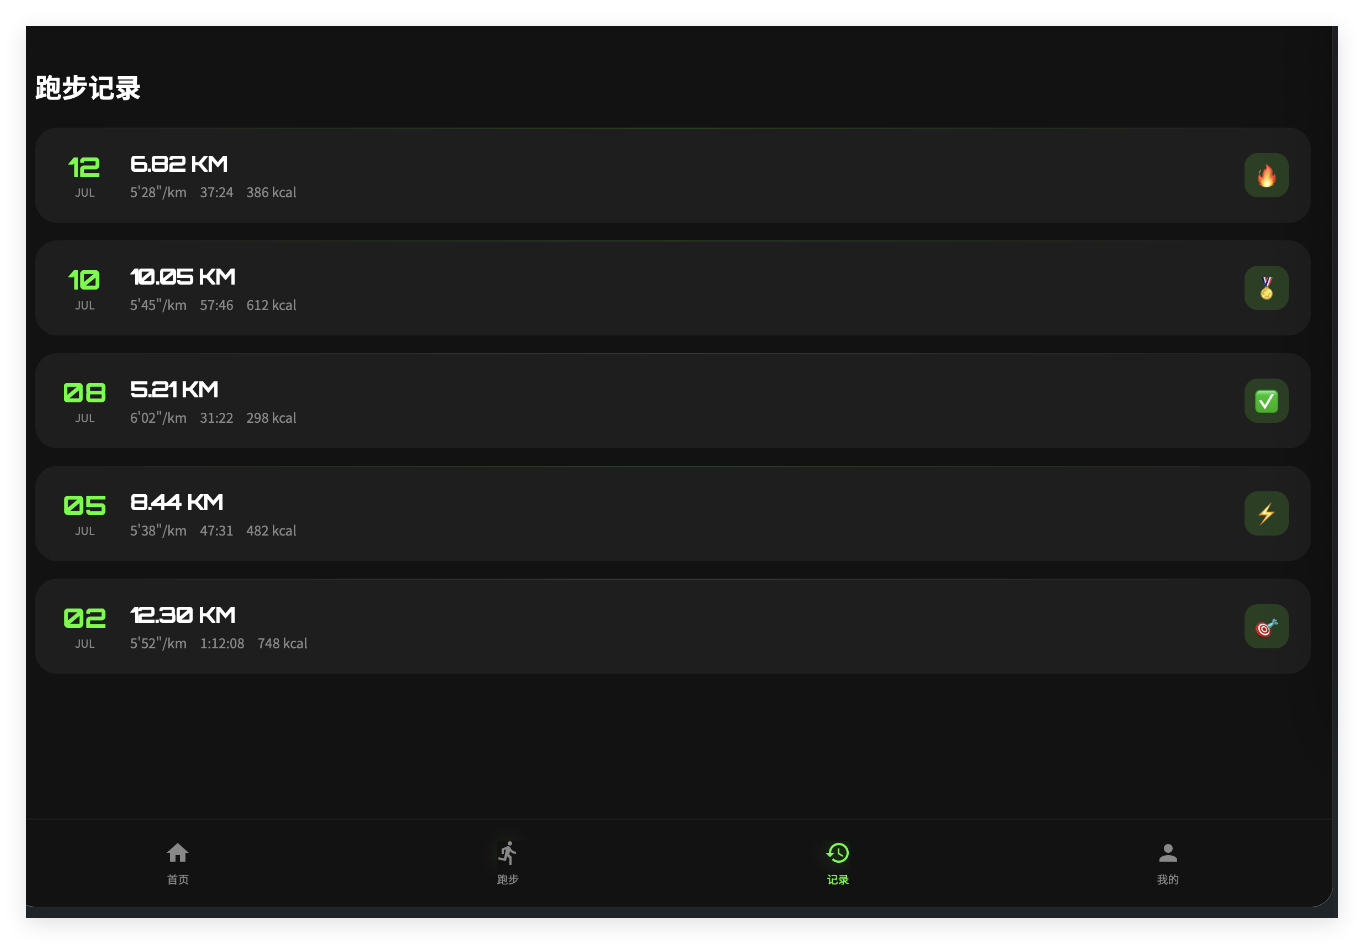 跑步记录
12
JUL
6.82 KM
5'28"/km 37:24 386 kcal
10
JUL
10.05 KM
5'45"/km 57:46 612 kcal
08
JUL
5.21 KM
6'02"/km 31:22 298 kcal
05
JUL
8.44 KM
5'38"/km 47:31 482 kcal
02
JUL
12.30 KM
5'52"/km 1:12:08 748 kcal
首页
跑步
记录
我的